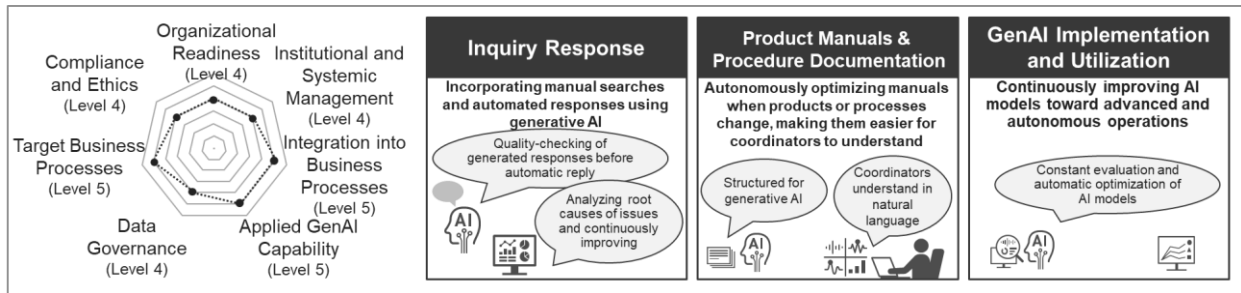 Organizational
Readiness
(Level 4)
Institutional and
Systemic
Management
(Level 4)
Integration into
Business
Processes
(Level 5)
Applied GenAI
Capability
(Level 5)
Data
Governance
(Level 4)
Target Business
Processes
(Level 5)
Compliance
and Ethics
(Level 4)
Inquiry Response
Incorporating manual searches
and automated responses using
generative AI
Quality-checking of
generated responses before
automatic reply
AI
Analyzing root
causes of issues
and continuously
improving
Product Manuals &
Procedure Documentation
Autonomously optimizing manuals
when products or processes
change, making them easier for
coordinators to understand
Structured for
generative AI
AI
Coordinators
understand in
natural
language
GenAI Implementation
and Utilization
Continuously improving AI
models toward advanced and
autonomous operations
Constant evaluation and
automatic optimization of
AI models
AI